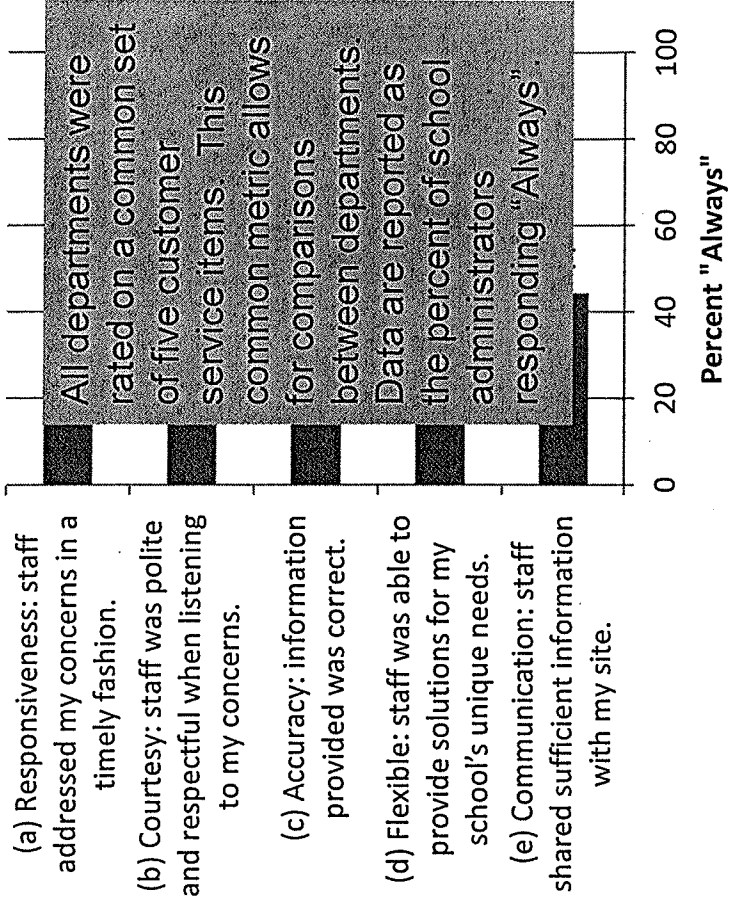 (a) Responsiveness: staff
addressed my concerns in a
timely fashion.
(b) Courtesy: staff was polite
and respectful when listening
to my concerns.
(c) Accuracy: information
provided was correct.
(d) Flexible: staff was able to
provide solutions for my
school's unique needs.
(e) Communication: staff
shared sufficient information
with my site.
All departments were
rated on a common set
of five customer
service items. This
common metric allows
for comparisons
between departments.
Data are reported as
the percent of school
administrators
responding "Always".
0 20 40 60 80 100
Percent "Always"